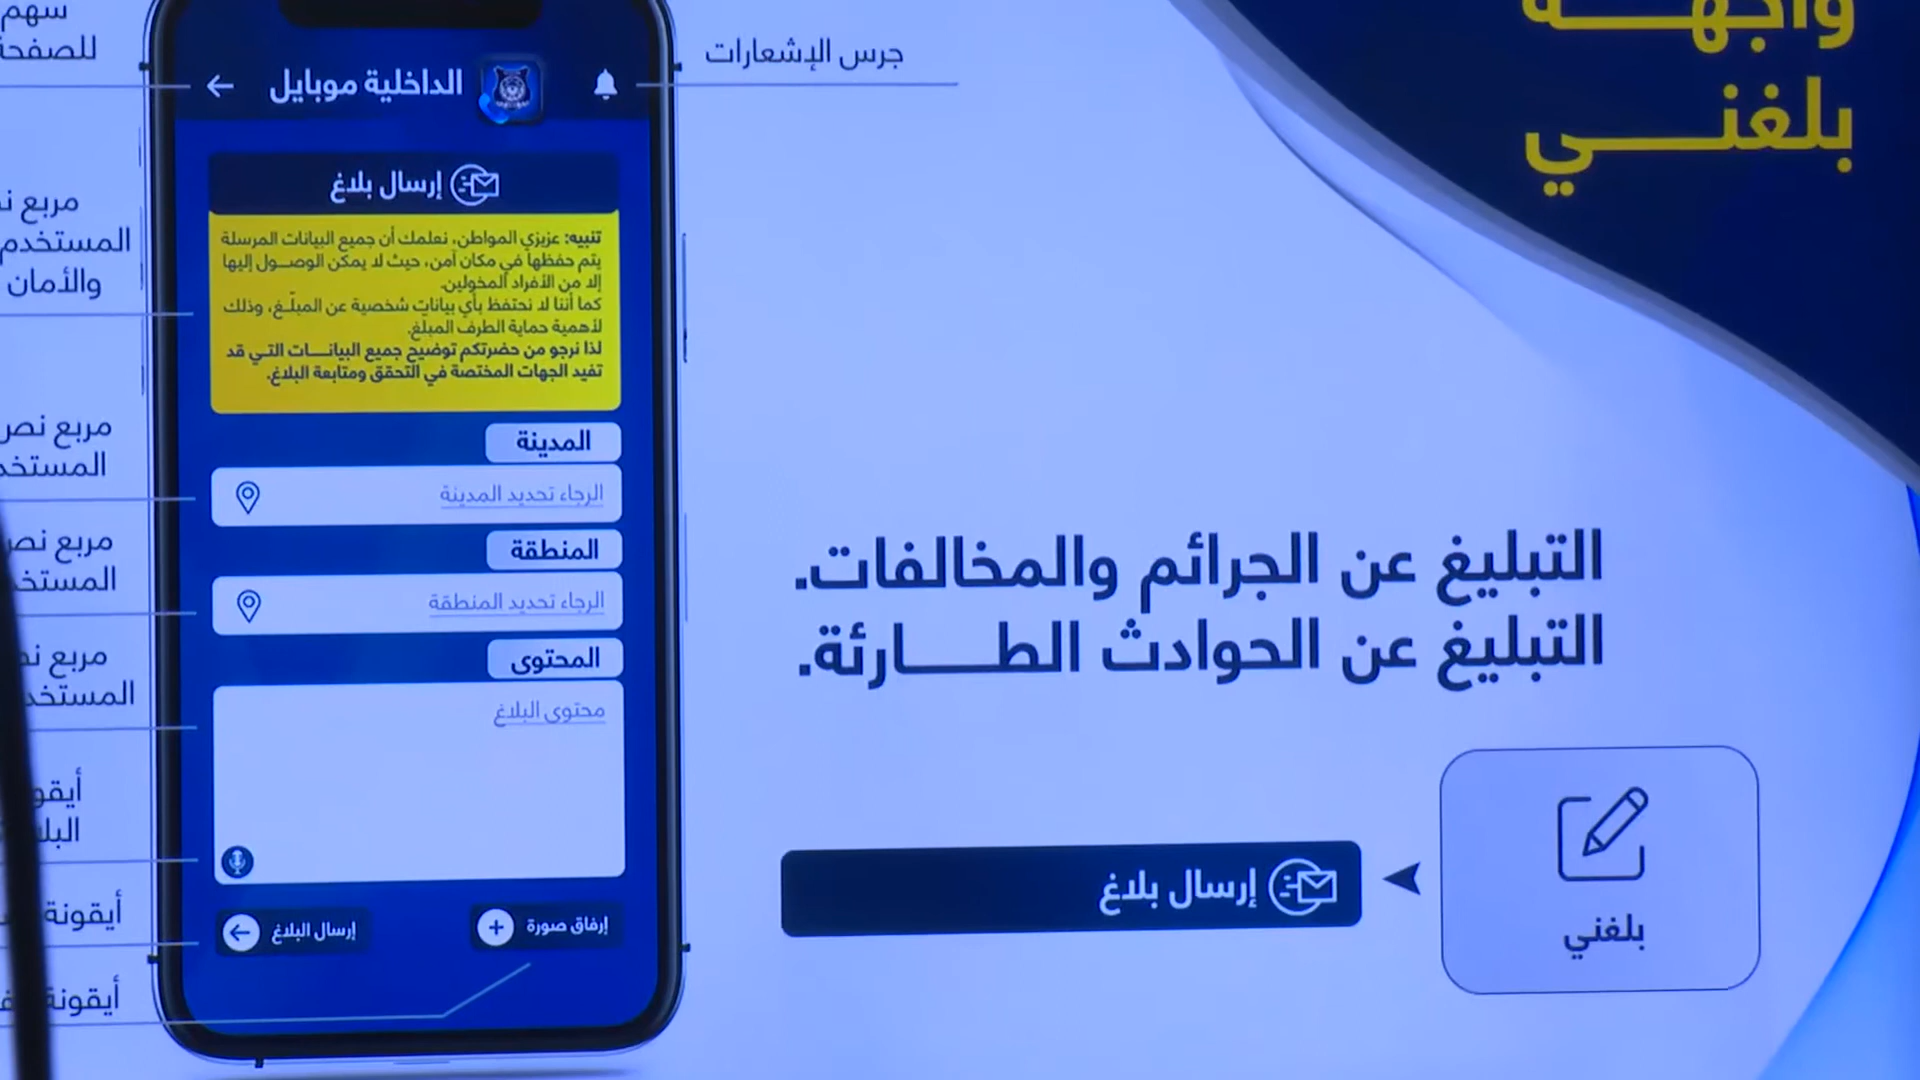 واجهة
بلغني
جرس الإشعارات
الداخلية موبايل
إرسال بلاغ
تنبيه: عزيزي المواطن، نعلمك أن جميع البيانات المرسلة
يتم حفظها في مكان آمن، حيث لا يمكن الوصول إليها
إلا من الأفراد المخولين.
كما أننا لا نحتفظ بأي بيانات شخصية عن المبلّغ، وذلك
لأهمية حماية الطرف المبلغ.
لذا نرجو من حضرتكم توضيح جميع البيانات التي قد
تفيد الجهات المختصة في التحقق ومتابعة البلاغ.
المدينة
الرجاء تحديد المدينة
المنطقة
الرجاء تحديد المنطقة
المحتوى
محتوى البلاغ
إرفاق صورة
إرسال البلاغ
سهم
للصفحة
مربع
المستخدم
والأمان
مربع نص
مربع نص
مربع
أيقونة
أيقونة
التبليغ عن الجرائم والمخالفات.
التبليغ عن الحوادث الطارئة.
إرسال بلاغ
بلغني